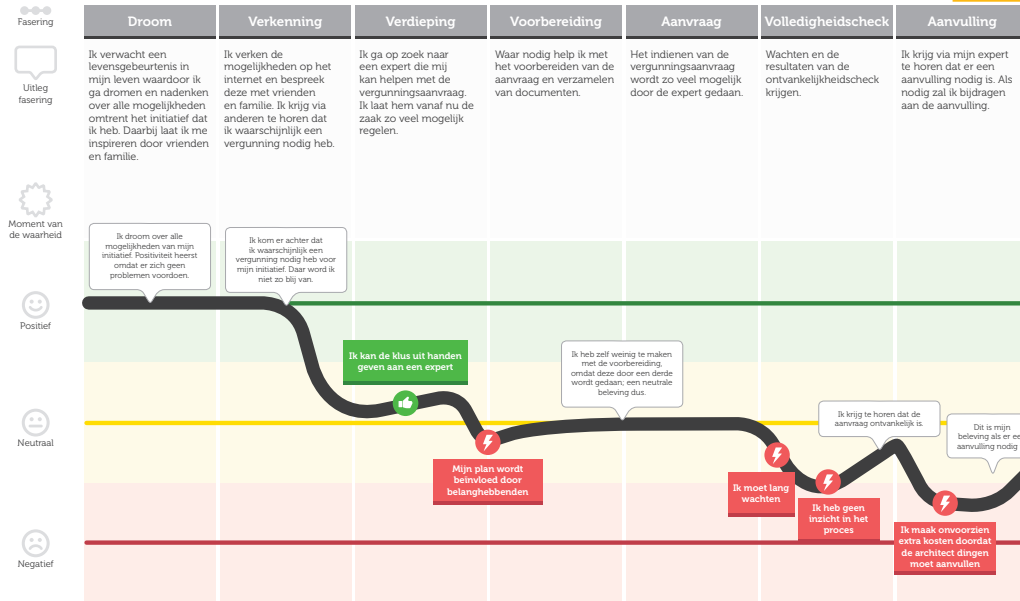 Fasering
Droom
Verkenning
Verdieping
Voorbereiding
Aanvraag
Volledigheidscheck
Aanvulling
Uitleg
fasering
Ik verwacht een
levensgebeurtenis in
mijn leven waardoor ik
ga dromen en nadenken
over alle mogelijkheden
omtrent het initiatief dat
ik heb. Daarbij laat ik me
inspireren door vrienden
en familie.
Ik verken de
mogelijkheden op het
internet en bespreek
deze met vrienden
en familie. Ik krijg via
anderen te horen dat
ik waarschijnlijk een
vergunning nodig heb.
Ik ga op zoek naar
een expert die mij
kan helpen met de
vergunningsaanvraag.
Ik laat hem vanaf nu de
zaak zo veel mogelijk
regelen.
Waar nodig help ik met
het voorbereiden van de
aanvraag en verzamelen
van documenten.
Het indienen van de
vergunningsaanvraag
wordt zo veel mogelijk
door de expert gedaan.
Wachten en de
resultaten van de
ontvankelijkheidscheck
krijgen.
Ik krijg via mijn expert
te horen dat er een
aanvulling nodig is. Als
nodig zal ik bijdragen
aan de aanvulling.
Moment van
de waarheid
Ik droom over alle
mogelijkheden van mijn
initiatief. Positiviteit heerst
omdat er zich geen
problemen voordoen.
Ik kom er achter dat
ik waarschijnlijk een
vergunning nodig heb voor
mijn initiatief. Daar word ik
niet zo blij van.
Positief
Ik kan de klus uit handen
geven aan een expert
Ik heb zelf weinig te maken
met de voorbereiding,
omdat deze door een derde
wordt gedaan; een neutrale
beleving dus.
Ik krijg te horen dat de
aanvraag ontvankelijk is.
Dit is mijn
beleving als er ee
aanvulling nodig
Neutraal
Mijn plan wordt
beïnvloed door
belanghebbenden
Ik moet lang
wachten
Ik heb geen
inzicht in het
proces
Ik maak onvoorzien
extra kosten doordat
de architect dingen
moet aanvullen
Negatief